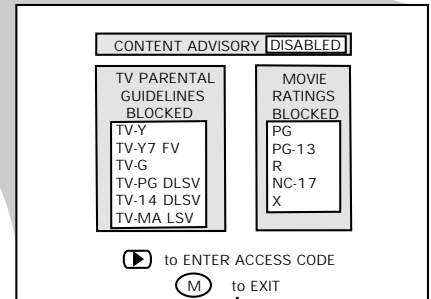 CONTENT ADVISORY DISABLED
TV PARENTAL
GUIDELINES
BLOCKED
TV-Y
TV-Y7 FV
TV-G
TV-PG DLSV
TV-14 DLSV
TV-MA LSV
MOVIE
RATINGS
BLOCKED
PG
PG-13
R
NC-17
X
to ENTER ACCESS CODE
M to EXIT